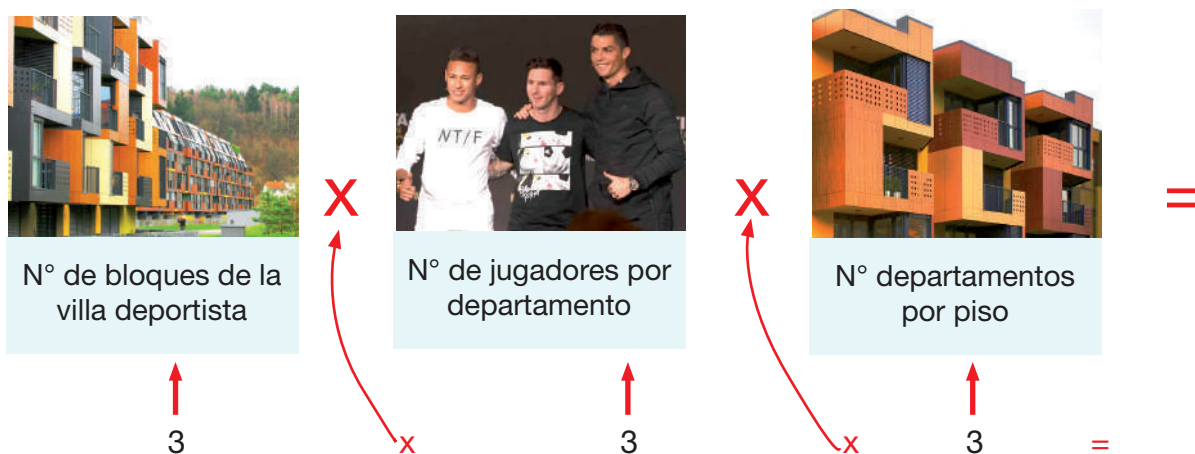 NT/F
X
X
=
N° de bloques de la
villa deportista
N° de jugadores por
departamento
N° departamentos
por piso
3 x 3 x 3 =